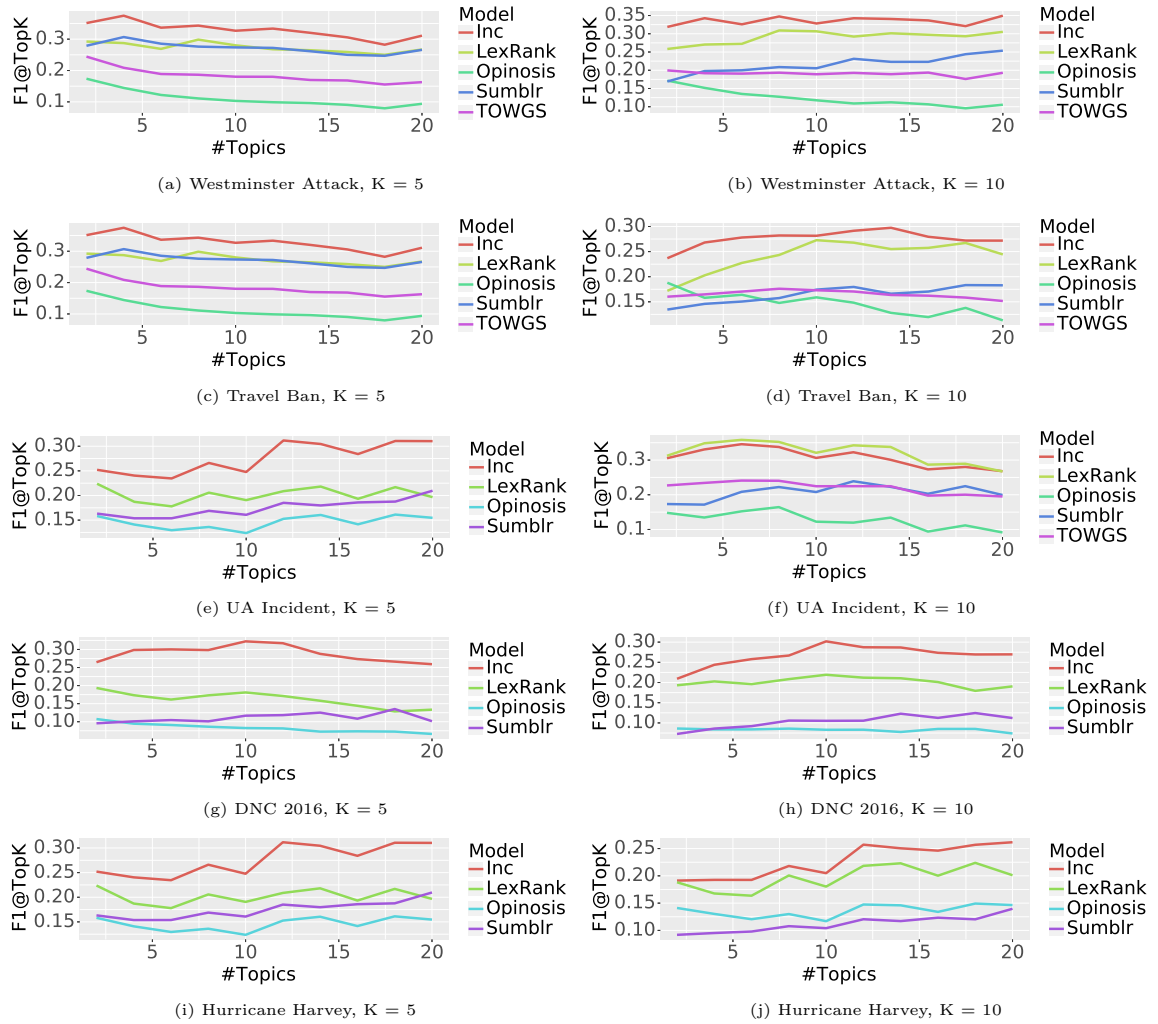 F1@TopK
0.3
0.2
0.1
5 10 15 20
#Topics
Model
Inc
LexRank
Opinosis
Sumblr
TOWGS
(a) Westminster Attack, K = 5
F1@TopK
0.35
0.30
0.25
0.20
0.15
0.10
5 10 15 20
#Topics
Model
Inc
LexRank
Opinosis
Sumblr
TOWGS
(b) Westminster Attack, K = 10
F1@TopK
0.3
0.2
0.1
5 10 15 20
#Topics
Model
Inc
LexRank
Opinosis
Sumblr
TOWGS
(c) Travel Ban, K = 5
F1@TopK
0.30
0.25
0.20
0.15
5 10 15 20
#Topics
Model
Inc
LexRank
Opinosis
Sumblr
TOWGS
(d) Travel Ban, K = 10
F1@TopK
0.30
0.25
0.20
0.15
5 10 15 20
#Topics
Model
Inc
LexRank
Opinosis
Sumblr
(e) UA Incident, K = 5
F1@TopK
0.3
0.2
0.1
5 10 15 20
#Topics
Model
Inc
LexRank
Opinosis
Sumblr
TOWGS
(f) UA Incident, K = 10
F1@TopK
0.30
0.25
0.20
0.15
0.10
5 10 15 20
#Topics
Model
Inc
LexRank
Opinosis
Sumblr
(g) DNC 2016, K = 5
F1@TopK
0.30
0.25
0.20
0.15
0.10
5 10 15 20
#Topics
Model
Inc
LexRank
Opinosis
Sumblr
(h) DNC 2016, K = 10
F1@TopK
0.30
0.25
0.20
0.15
5 10 15 20
#Topics
Model
Inc
LexRank
Opinosis
Sumblr
(i) Hurricane Harvey, K = 5
F1@TopK
0.25
0.20
0.15
0.10
5 10 15 20
#Topics
Model
Inc
LexRank
Opinosis
Sumblr
(j) Hurricane Harvey, K = 10